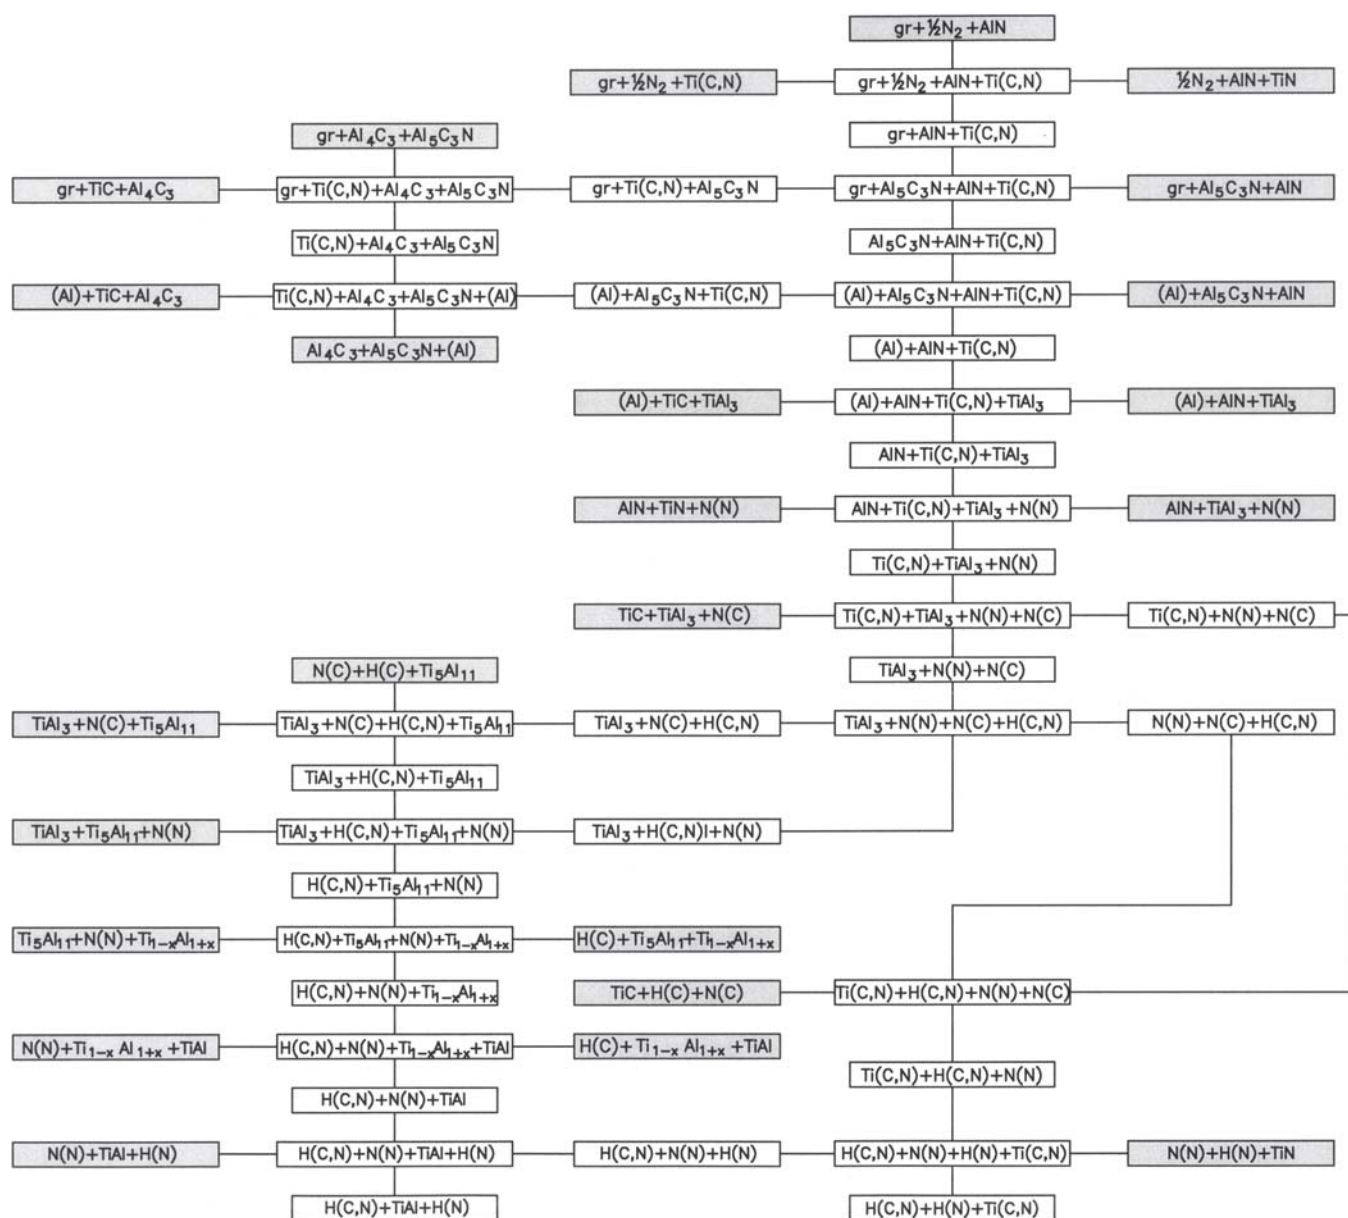 gr+½N₂+AlN
gr+½N₂+Ti(C,N) gr+½N₂+AlN+Ti(C,N) ½N₂+AlN+TiN
gr+Al₄C₃+Al₅C₃N gr+AlN+Ti(C,N)
gr+TiC+Al₄C₃ gr+Ti(C,N)+Al₄C₃+Al₅C₃N gr+Ti(C,N)+Al₅C₃N gr+Al₅C₃N+AlN+Ti(C,N) gr+Al₅C₃N+AlN
Ti(C,N)+Al₄C₃+Al₅C₃N Al₅C₃N+AlN+Ti(C,N)
(Al)+TiC+Al₄C₃ Ti(C,N)+Al₄C₃+Al₅C₃N+(Al) (Al)+Al₅C₃N+Ti(C,N) (Al)+Al₅C₃N+AlN+Ti(C,N) (Al)+Al₅C₃N+AlN
Al₄C₃+Al₅C₃N+(Al) (Al)+AlN+Ti(C,N)
(Al)+TiC+TiAl₃ (Al)+AlN+Ti(C,N)+TiAl₃ (Al)+AlN+TiAl₃
AlN+Ti(C,N)+TiAl₃
AlN+TiN+N(N) AlN+Ti(C,N)+TiAl₃+N(N) AlN+TiAl₃+N(N)
Ti(C,N)+TiAl₃+N(N)
TiC+TiAl₃+N(C) Ti(C,N)+TiAl₃+N(N)+N(C) Ti(C,N)+N(N)+N(C)
N(C)+H(C)+Ti₅Al₁₁ TiAl₃+N(N)+N(C)
TiAl₃+N(C)+Ti₅Al₁₁ TiAl₃+N(C)+H(C,N)+Ti₅Al₁₁ TiAl₃+N(C)+H(C,N) TiAl₃+N(N)+N(C)+H(C,N) N(N)+N(C)+H(C,N)
TiAl₃+H(C,N)+Ti₅Al₁₁
TiAl₃+Ti₅Al₁₁+N(N) TiAl₃+H(C,N)+Ti₅Al₁₁+N(N) TiAl₃+H(C,N)l+N(N)
H(C,N)+Ti₅Al₁₁+N(N)
Ti₅Al₁₁+N(N)+Ti₁₋ₓAl₁₊ₓ H(C,N)+Ti₅Al₁₁+N(N)+Ti₁₋ₓAl₁₊ₓ H(C)+Ti₅Al₁₁+Ti₁₋ₓAl₁₊ₓ
H(C,N)+N(N)+Ti₁₋ₓAl₁₊ₓ TiC+H(C)+N(C) Ti(C,N)+H(C,N)+N(N)+N(C)
N(N)+Ti₁₋ₓ Al₁₊ₓ +TiAl H(C,N)+N(N)+Ti₁₋ₓAl₁₊ₓ+TiAl H(C)+ Ti₁₋ₓ Al₁₊ₓ +TiAl
Ti(C,N)+H(C,N)+N(N)
H(C,N)+N(N)+TiAl
N(N)+TiAl+H(N) H(C,N)+N(N)+TiAl+H(N) H(C,N)+N(N)+H(N) H(C,N)+N(N)+H(N)+Ti(C,N) N(N)+H(N)+TiN
H(C,N)+TiAl+H(N) H(C,N)+H(N)+Ti(C,N)